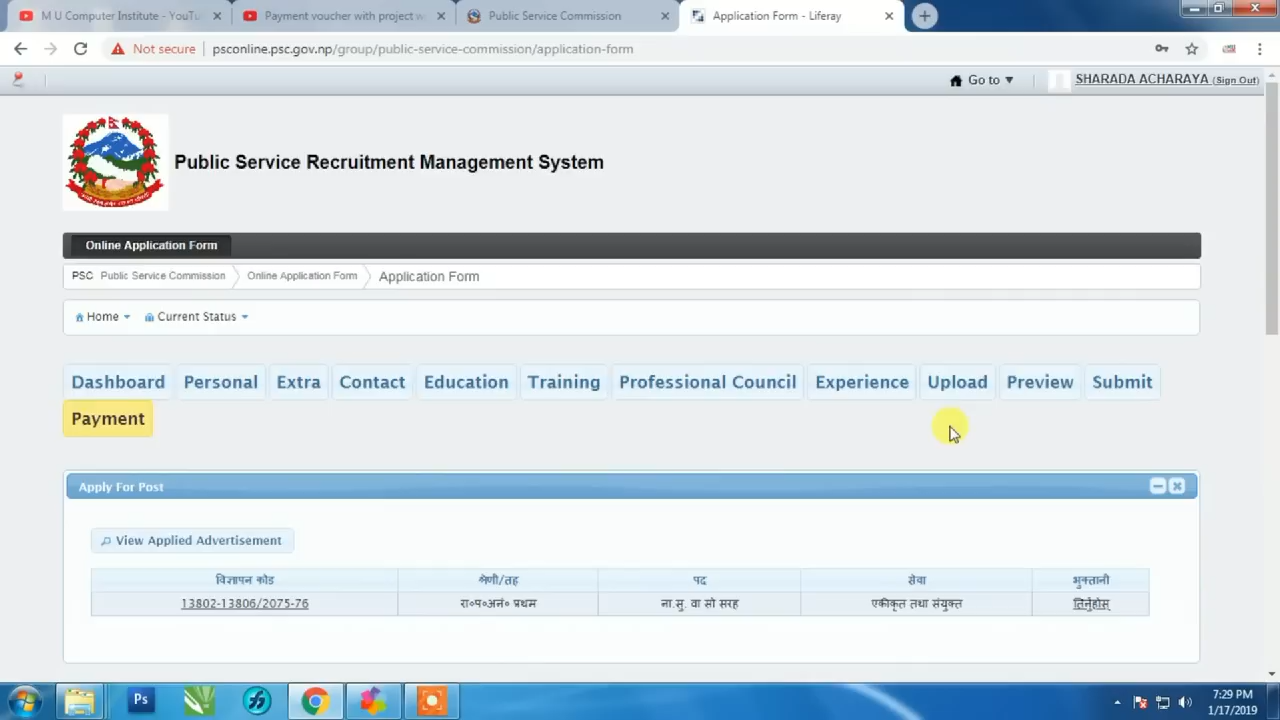 M U Computer Institute - YouTu
Payment voucher with project w
Public Service Commission
Application Form - Liferay
Not secure psconline.psc.gov.np/group/public-service-commission/application-form
Go to SHARADA ACHARAYA (Sign Out)
Public Service Recruitment Management System
Online Application Form
PSC Public Service Commission Online Application Form Application Form
Home Current Status
Dashboard Personal Extra Contact Education Training Professional Council Experience Upload Preview Submit
Payment
Apply For Post
View Applied Advertisement
विज्ञापन कोड श्रेणी/तह पद सेवा भुक्तानी
13802-13806/2075-76 रा०प०अनं० प्रथम ना.सु. वा सो सरह एकीकृत तथा संयुक्त तिर्नुहोस्
Ps
7:29 PM
1/17/2019